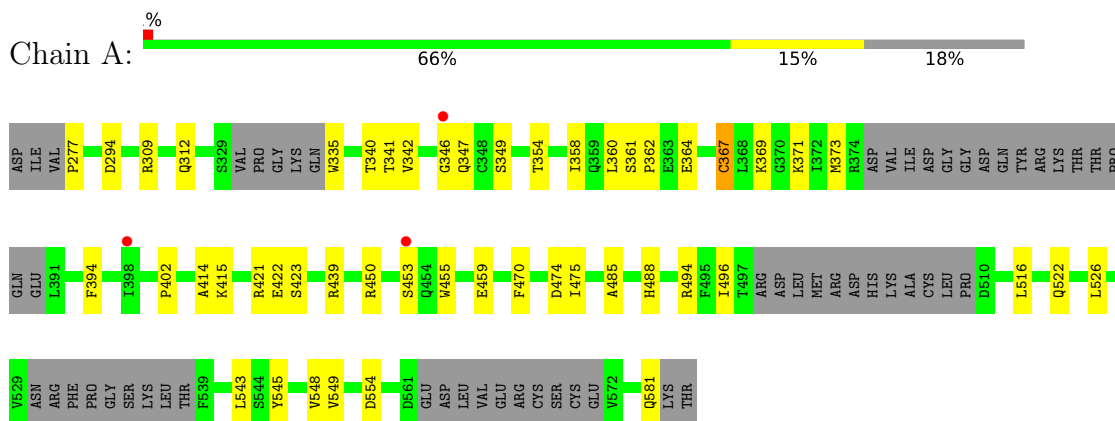 .%
Chain A:
66% 15% 18%
ASP ILE VAL P277 D294 R309 Q312 S329 VAL PRO GLY LYS GLN W335 T340 T341 V342 G346 Q347 C348 S349 T354 I358 Q359 L360 S361 P362 E363 E364 C367 L368 K369 G370 K371 I372 M373 R374 ASP VAL ILE ASP GLY GLY ASP GLN TYR ARG LYS THR THR PRO
GLN GLU L391 F394 I398 P402 A414 K415 R421 E422 S423 R439 R450 S453 Q454 W455 E459 F470 D474 I475 A485 H488 R494 F495 I496 T497 ARG ASP LEU MET ARG ASP HIS LYS ALA CYS LEU PRO D510 L516 Q522 L526
V529 ASN ARG PHE PRO GLY SER LYS LEU THR F539 L543 S544 Y545 V548 V549 D554 D561 GLU ASP LEU VAL GLU ARG CYS SER CYS GLU V572 Q581 LYS THR